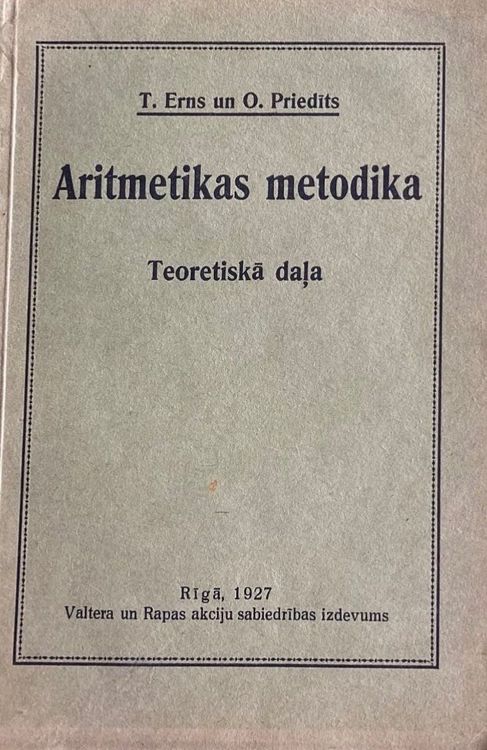 T. Erns un O. Priedīts
Aritmetikas metodika
Teoretiskā daļa
Rīgā, 1927
Valtera un Rapas akciju sabiedrības izdevums